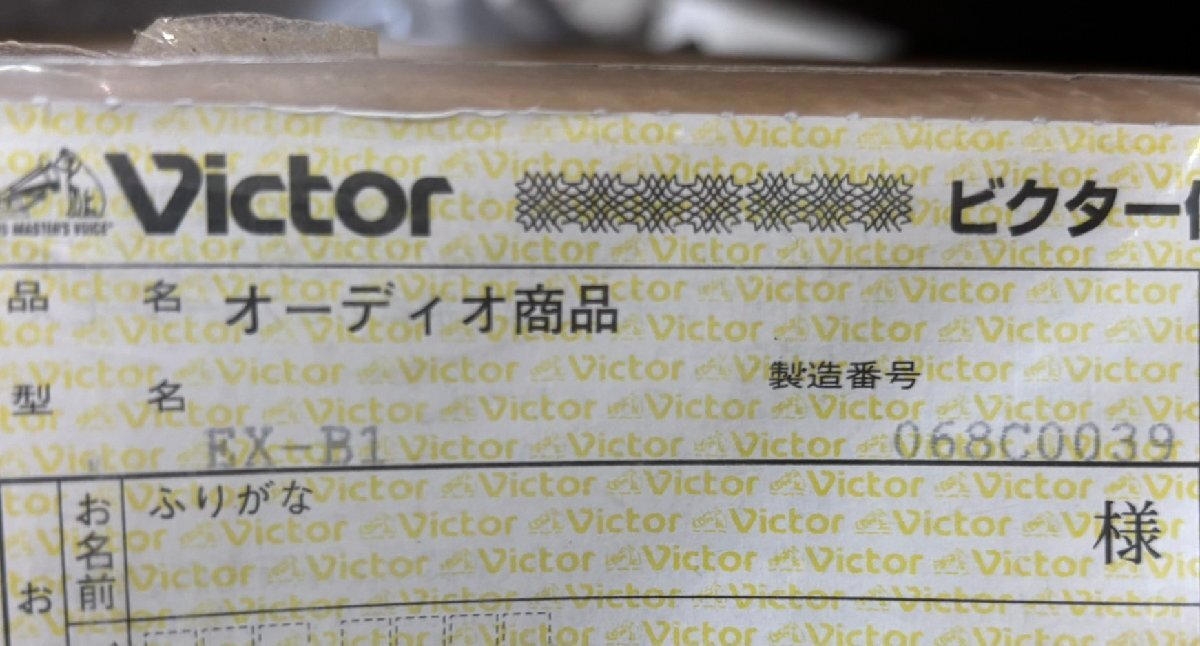 Victor ビクター
品 名 オーディオ商品
型 名 製造番号
EX-B1 068C0039
お名前 ふりがな 様
お